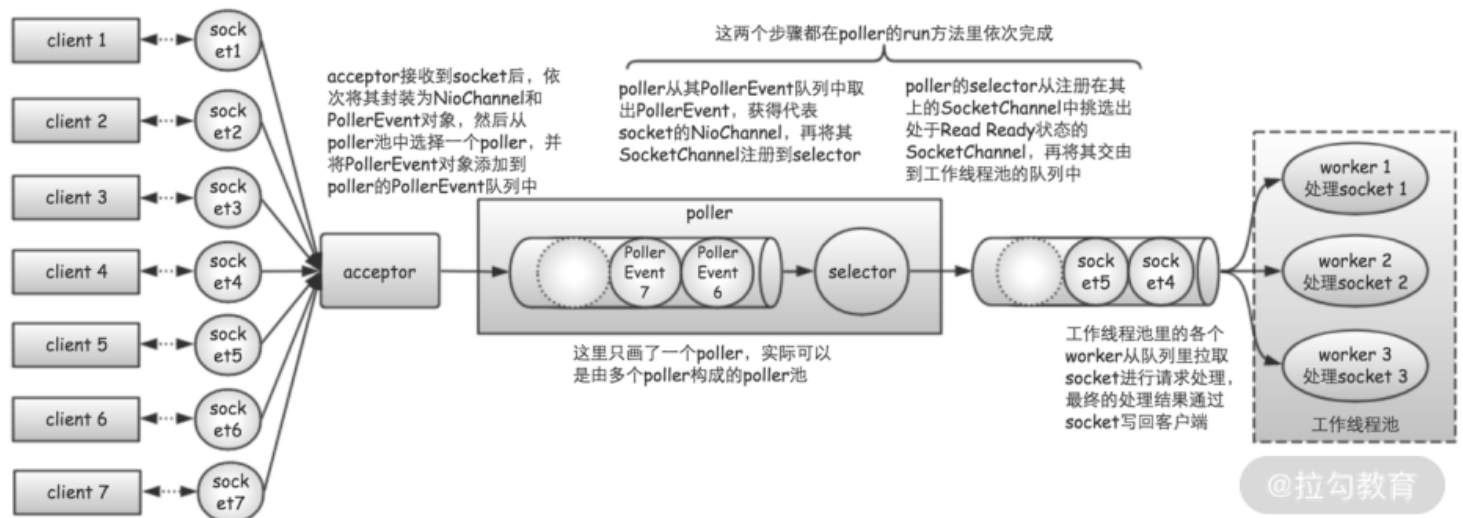 client 1
sock
et1
client 2
sock
et2
client 3
sock
et3
client 4
sock
et4
client 5
sock
et5
client 6
sock
et6
client 7
sock
et7
acceptor接收到socket后，依
次将其封装为NioChannel和
PollerEvent对象，然后从
poller池中选择一个poller，并
将PollerEvent对象添加到
poller的PollerEvent队列中
acceptor
这两个步骤都在poller的run方法里依次完成
poller从其PollerEvent队列中取
出PollerEvent，获得代表
socket的NioChannel，再将其
SocketChannel注册到selector
poller的selector从注册在其
上的SocketChannel中挑选出
处于Read Ready状态的
SocketChannel，再将其交由
到工作线程池的队列中
poller
Poller
Event
7
Poller
Event
6
selector
这里只画了一个poller，实际可以
是由多个poller构成的poller池
sock
et5
sock
et4
工作线程池里的各个
worker从队列里拉取
socket进行请求处理，
最终的处理结果通过
socket写回客户端
worker 1
处理socket 1
worker 2
处理socket 2
worker 3
处理socket 3
工作线程池
@拉勾教育